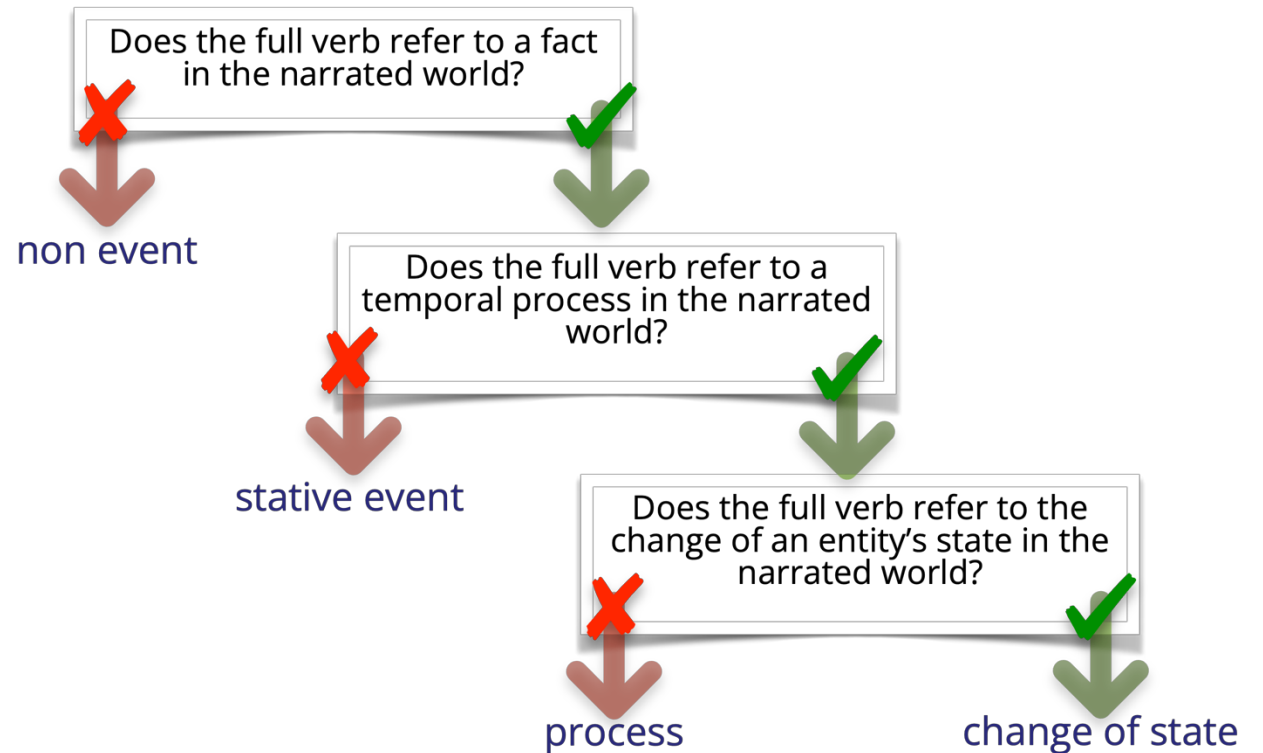 Does the full verb refer to a fact
in the narrated world?
non event
Does the full verb refer to a
temporal process in the narrated
world?
stative event
Does the full verb refer to the
change of an entity’s state in the
narrated world?
process
change of state